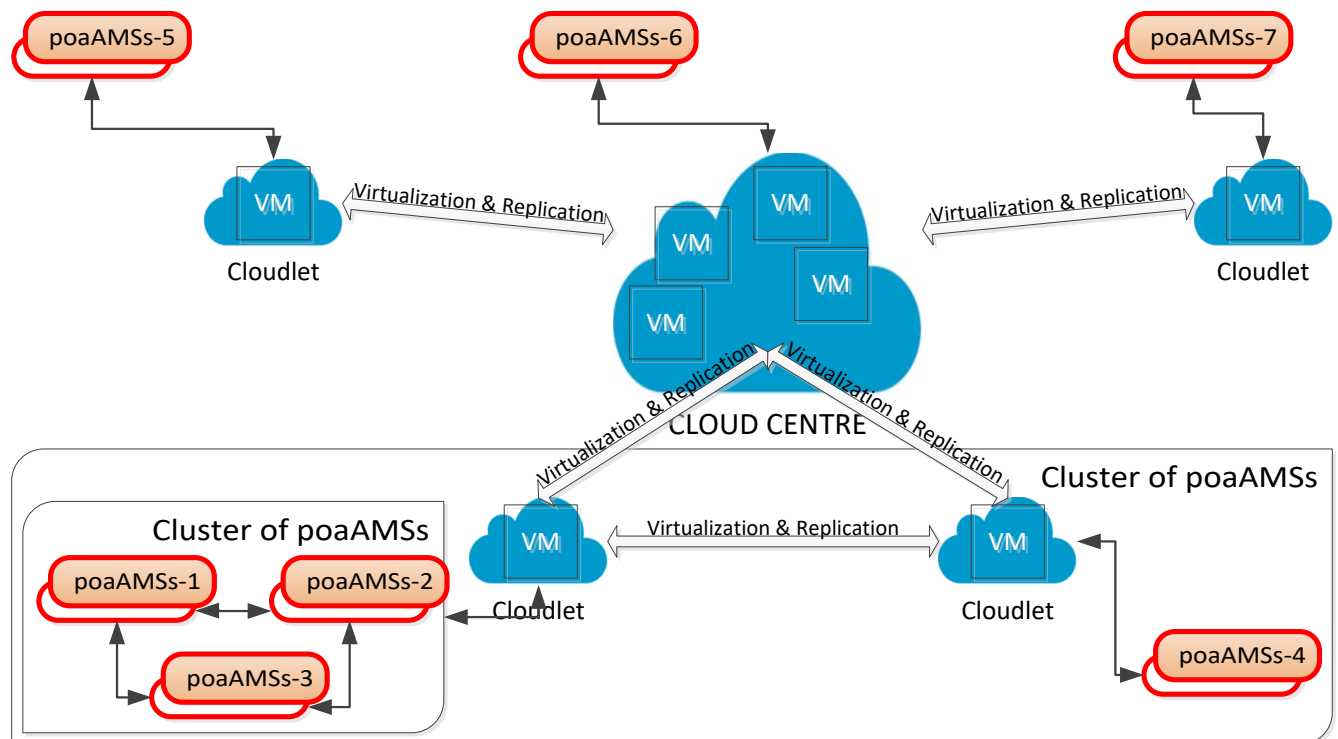 poaAMSs-5
poaAMSs-6
poaAMSs-7
VM
Virtualization & Replication
VM
VM
VM
VM
Virtualization & Replication
VM
Cloudlet
Cloudlet
Virtualization & Replication
Virtualization & Replication
CLOUD CENTRE
Cluster of poaAMSs
Cluster of poaAMSs
VM
Virtualization & Replication
VM
poaAMSs-1
poaAMSs-2
Cloudlet
Cloudlet
poaAMSs-3
poaAMSs-4